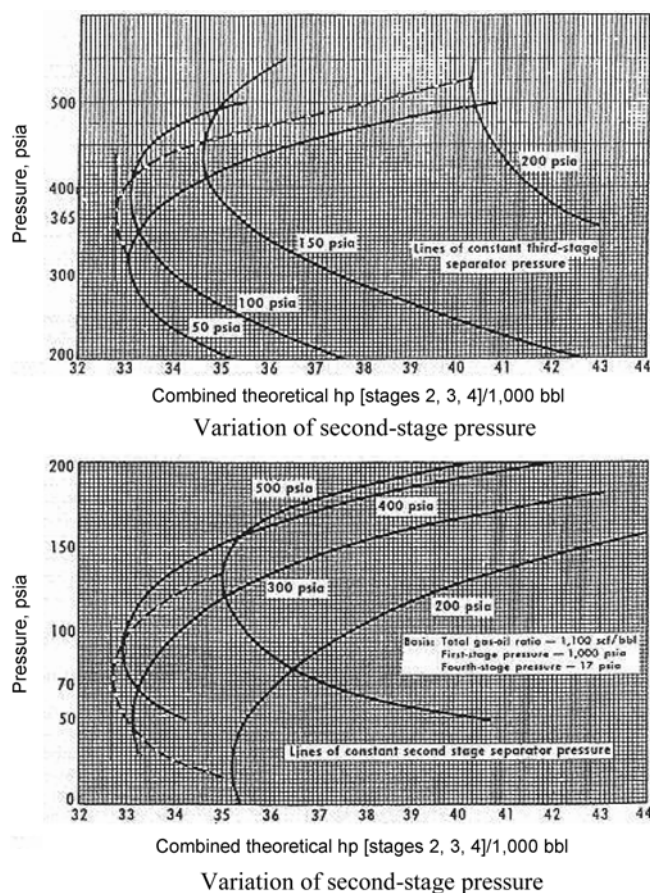 Pressure, psia
500
400
365
300
200
200 psia
150 psia
Lines of constant third-stage
separator pressure
100 psia
50 psia
32 33 34 35 36 37 38 39 40 41 42 43 44
Combined theoretical hp [stages 2, 3, 4]/1,000 bbl
Variation of second-stage pressure
Pressure, psia
200
150
100
70
50
0
500 psia
400 psia
300 psia
200 psia
Basis: Total gas-oil ratio — 1,100 scf/bbl
First-stage pressure — 1,000 psia
Fourth-stage pressure — 17 psia
Lines of constant second stage separator pressure
32 33 34 35 36 37 38 39 40 41 42 43 44
Combined theoretical hp [stages 2, 3, 4]/1,000 bbl
Variation of second-stage pressure